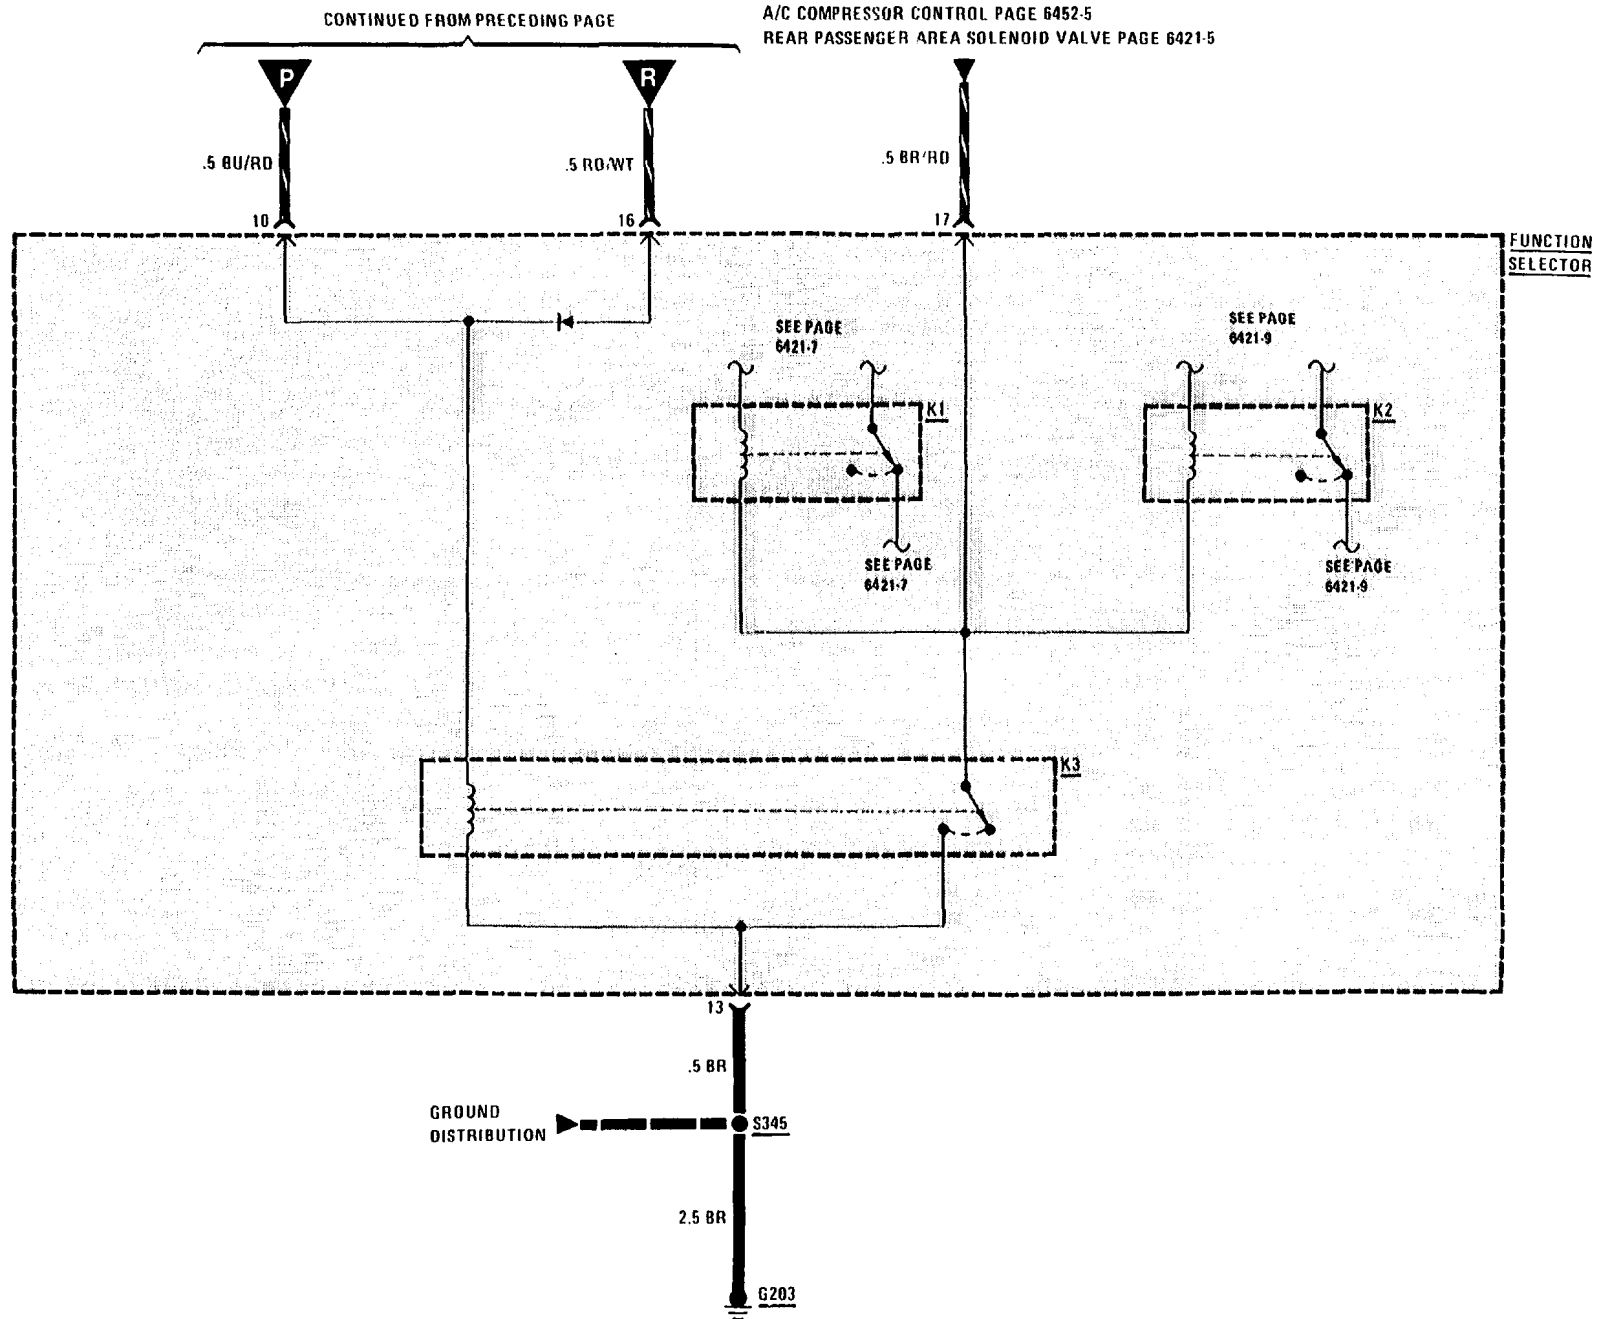 CONTINUED FROM PRECEDING PAGE
A/C COMPRESSOR CONTROL PAGE 6452-5
REAR PASSENGER AREA SOLENOID VALVE PAGE 6421-5
P
R
.5 BU/RD
.5 RD/WT
.5 BR/RD
10
16
17
FUNCTION
SELECTOR
SEE PAGE
6421-7
SEE PAGE
6421-9
K1
K2
SEE PAGE
6421-7
SEE PAGE
6421-9
K3
13
.5 BR
GROUND
DISTRIBUTION
S345
2.5 BR
G203